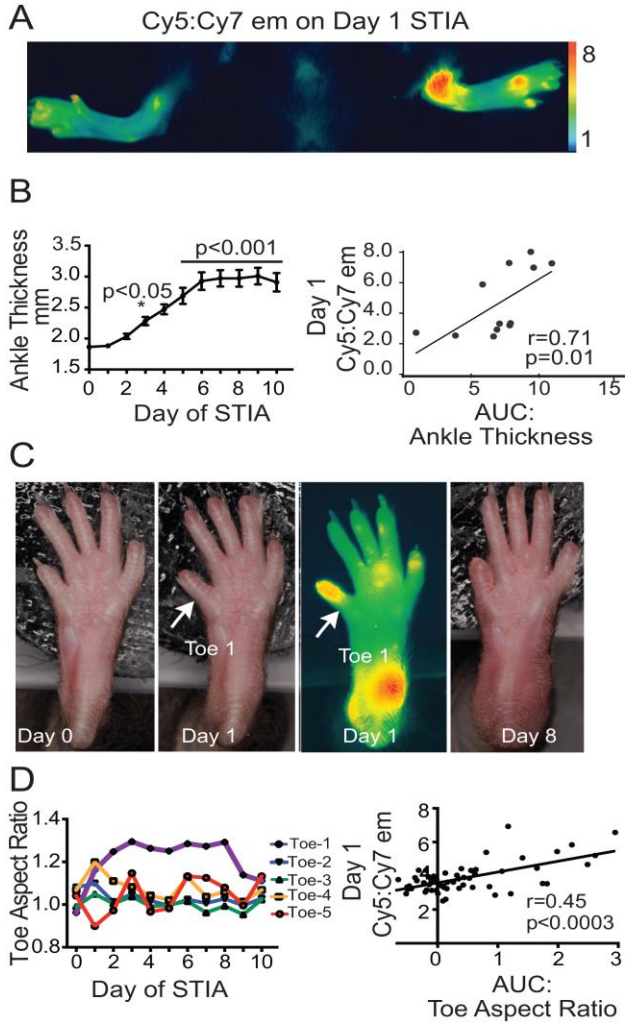 A
Cy5:Cy7 em on Day 1 STIA
8
1
B
Ankle Thickness
mm
3.5
3.0
2.5
2.0
1.5
p<0.05
*
p<0.001
0 2 4 6 8 10
Day of STIA
Day 1
Cy5:Cy7 em
8.0
6.0
4.0
2.0
0.0
r=0.71
p=0.01
0 5 10 15
AUC:
Ankle Thickness
C
Day 0
Toe 1
Day 1
Toe 1
Day 1
Day 8
D
Toe Aspect Ratio
1.4
1.2
1.0
0.8
0 2 4 6 8 10
Day of STIA
Toe-1
Toe-2
Toe-3
Toe-4
Toe-5
Day 1
Cy5:Cy7 em
8
6
4
2
r=0.45
p<0.0003
0 1 2 3
AUC:
Toe Aspect Ratio